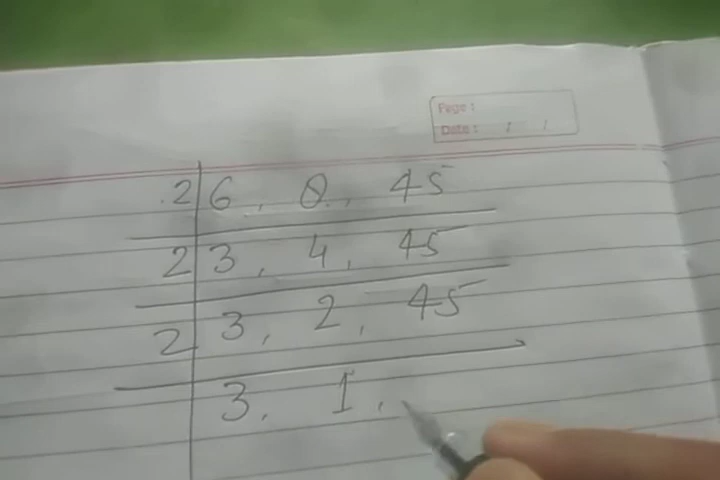 Page :
Date : / /
2 6, 8, 45
2 3, 4, 45
2 3, 2, 45
3, 1,